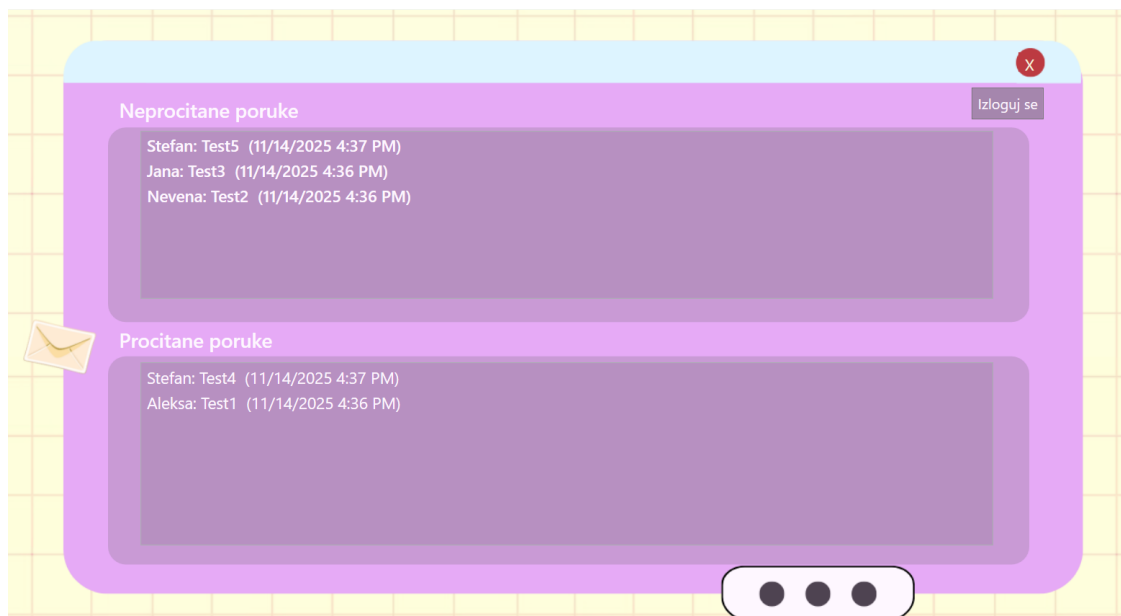 X
Izloguj se
Neprocitane poruke
Stefan: Test5  (11/14/2025 4:37 PM)
Jana: Test3  (11/14/2025 4:36 PM)
Nevena: Test2  (11/14/2025 4:36 PM)
Procitane poruke
Stefan: Test4  (11/14/2025 4:37 PM)
Aleksa: Test1  (11/14/2025 4:36 PM)